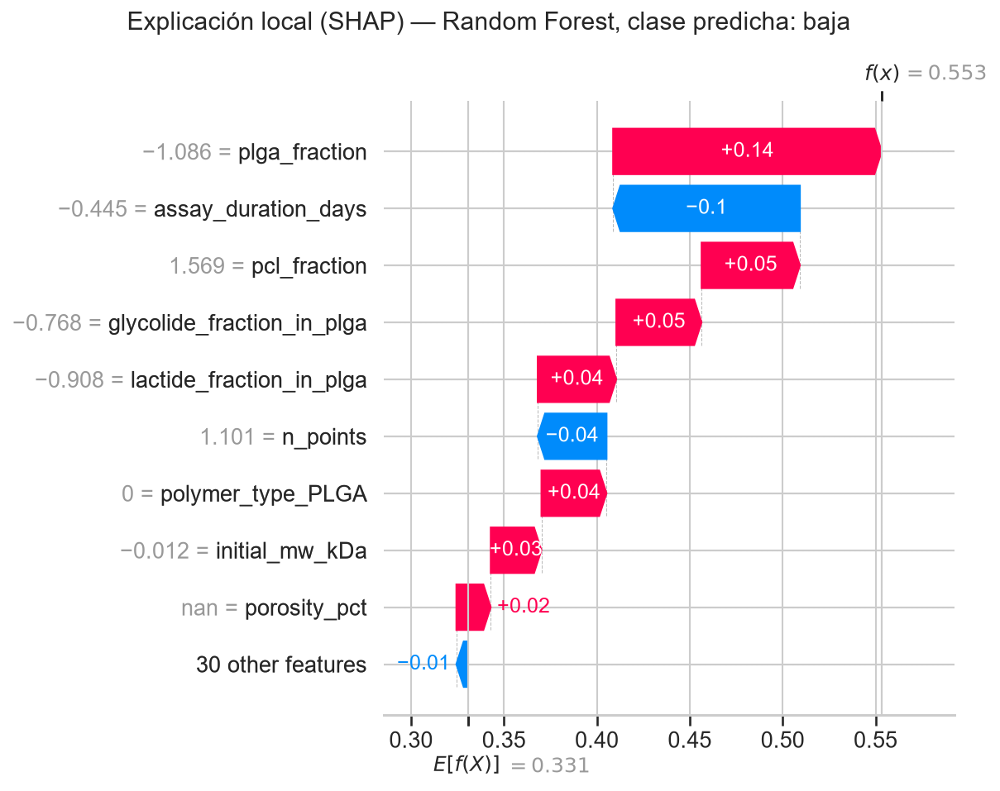 Explicación local (SHAP) — Random Forest, clase predicha: baja
f(x) = 0.553
−1.086 = plga_fraction
+0.14
−0.445 = assay_duration_days
−0.1
1.569 = pcl_fraction
+0.05
−0.768 = glycolide_fraction_in_plga
+0.05
−0.908 = lactide_fraction_in_plga
+0.04
1.101 = n_points
−0.04
0 = polymer_type_PLGA
+0.04
−0.012 = initial_mw_kDa
+0.03
nan = porosity_pct
+0.02
30 other features
−0.01
0.30 0.35 0.40 0.45 0.50 0.55
E[f(X)] = 0.331